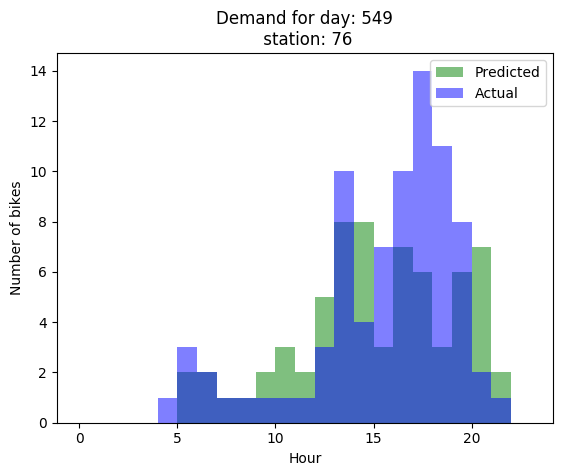 Demand for day: 549
station: 76
Predicted
Actual
14
12
10
8
6
4
2
0
Number of bikes
0
5
10
15
20
Hour